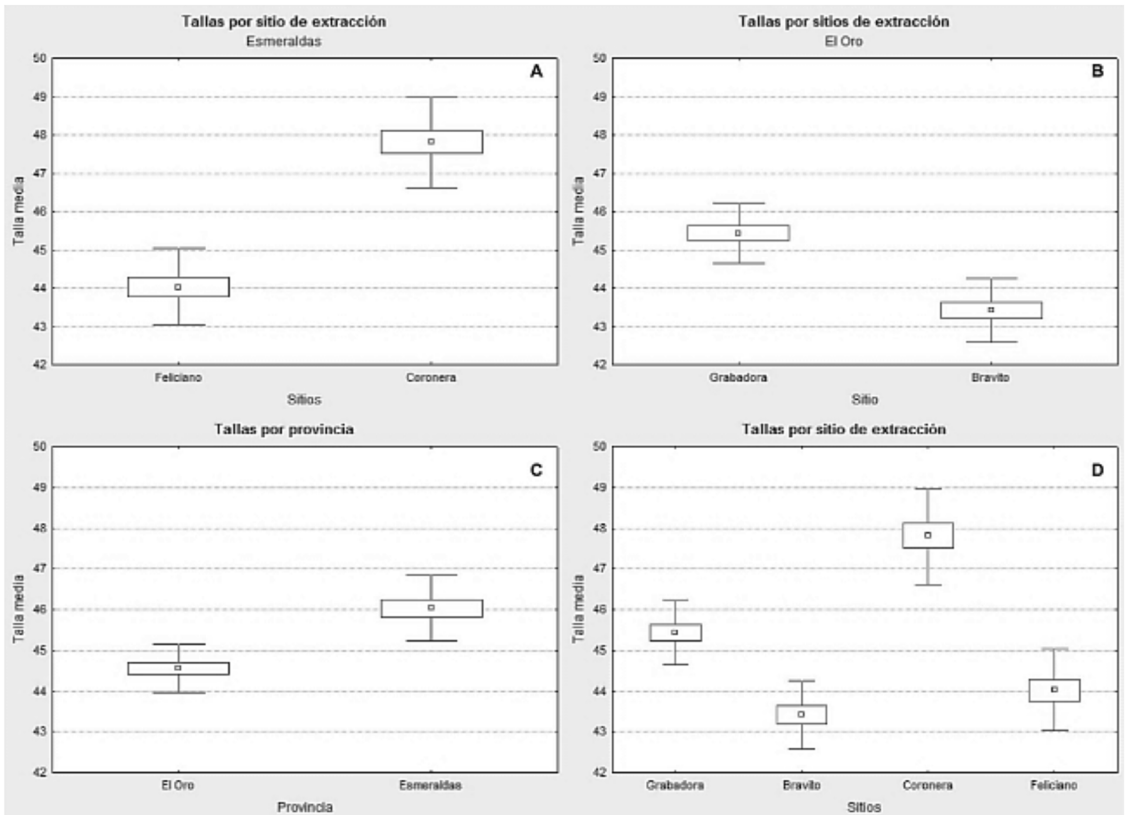 Tallas por sitio de extracción
Esmeraldas
A
50
49
48
47
46
45
44
43
42
Talla media
Feliciano
Coronera
Sitios
Tallas por sitios de extracción
El Oro
B
50
49
48
47
46
45
44
43
42
Talla media
Grabadora
Bravito
Sitio
Tallas por provincia
C
50
49
48
47
46
45
44
43
42
Talla media
El Oro
Esmeraldas
Provincia
Tallas por sitio de extracción
D
50
49
48
47
46
45
44
43
42
Talla media
Grabadora
Bravito
Coronera
Feliciano
Sitios